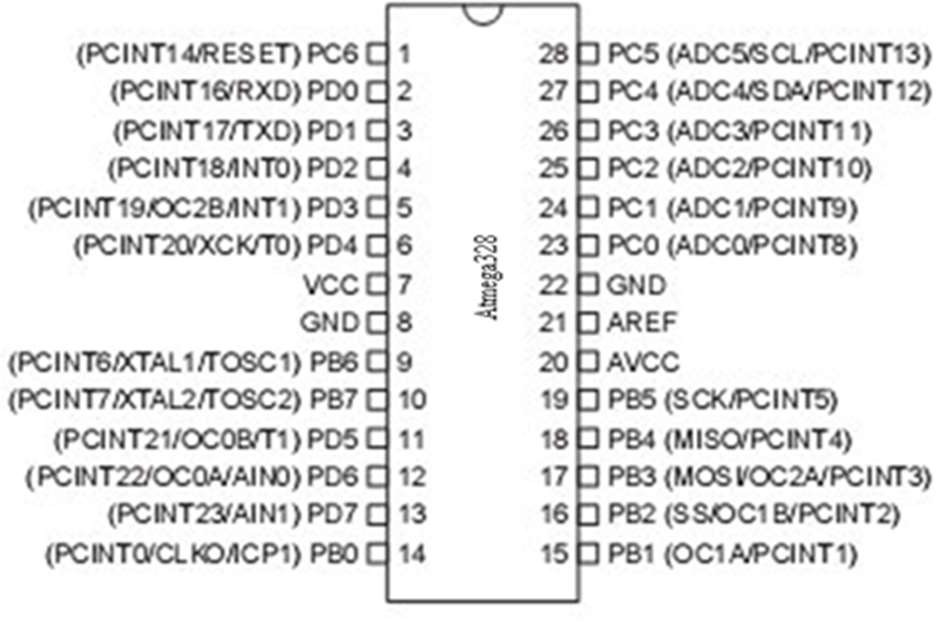 (PCINT14/RESET) PC6 1 28 PC5 (ADC5/SCL/PCINT13)
(PCINT16/RXD) PD0 2 27 PC4 (ADC4/SDA/PCINT12)
(PCINT17/TXD) PD1 3 26 PC3 (ADC3/PCINT11)
(PCINT18/INT0) PD2 4 25 PC2 (ADC2/PCINT10)
(PCINT19/OC2B/INT1) PD3 5 24 PC1 (ADC1/PCINT9)
(PCINT20/XCK/T0) PD4 6 23 PC0 (ADC0/PCINT8)
Atmega328
VCC 7 22 GND
GND 8 21 AREF
(PCINT6/XTAL1/TOSC1) PB6 9 20 AVCC
(PCINT7/XTAL2/TOSC2) PB7 10 19 PB5 (SCK/PCINT5)
(PCINT21/OC0B/T1) PD5 11 18 PB4 (MISO/PCINT4)
(PCINT22/OC0A/AIN0) PD6 12 17 PB3 (MOSI/OC2A/PCINT3)
(PCINT23/AIN1) PD7 13 16 PB2 (SS/OC1B/PCINT2)
(PCINT0/CLKO/ICP1) PB0 14 15 PB1 (OC1A/PCINT1)